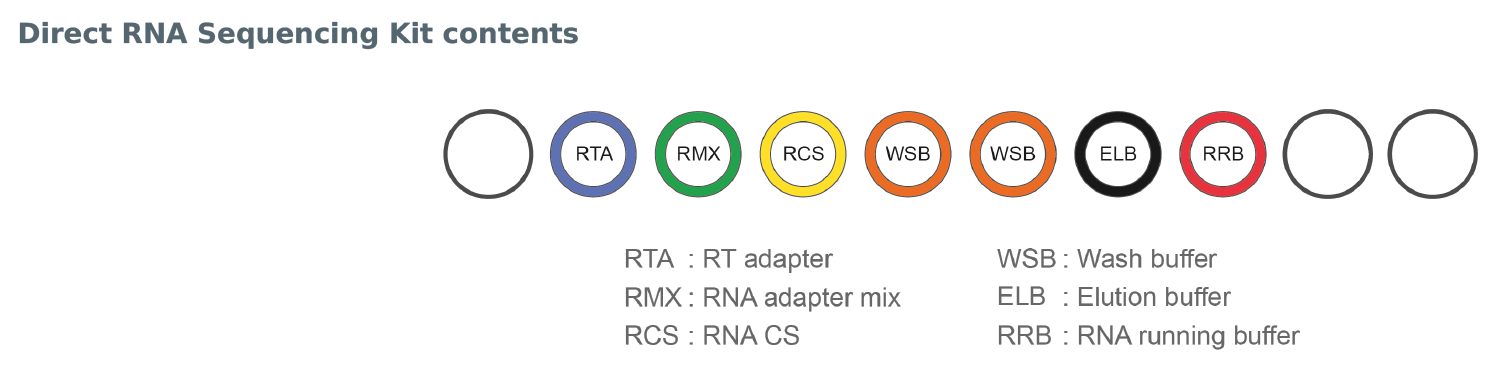 Direct RNA Sequencing Kit contents
RTA RMX RCS WSB WSB ELB RRB
RTA : RT adapter
RMX : RNA adapter mix
RCS : RNA CS
WSB : Wash buffer
ELB : Elution buffer
RRB : RNA running buffer